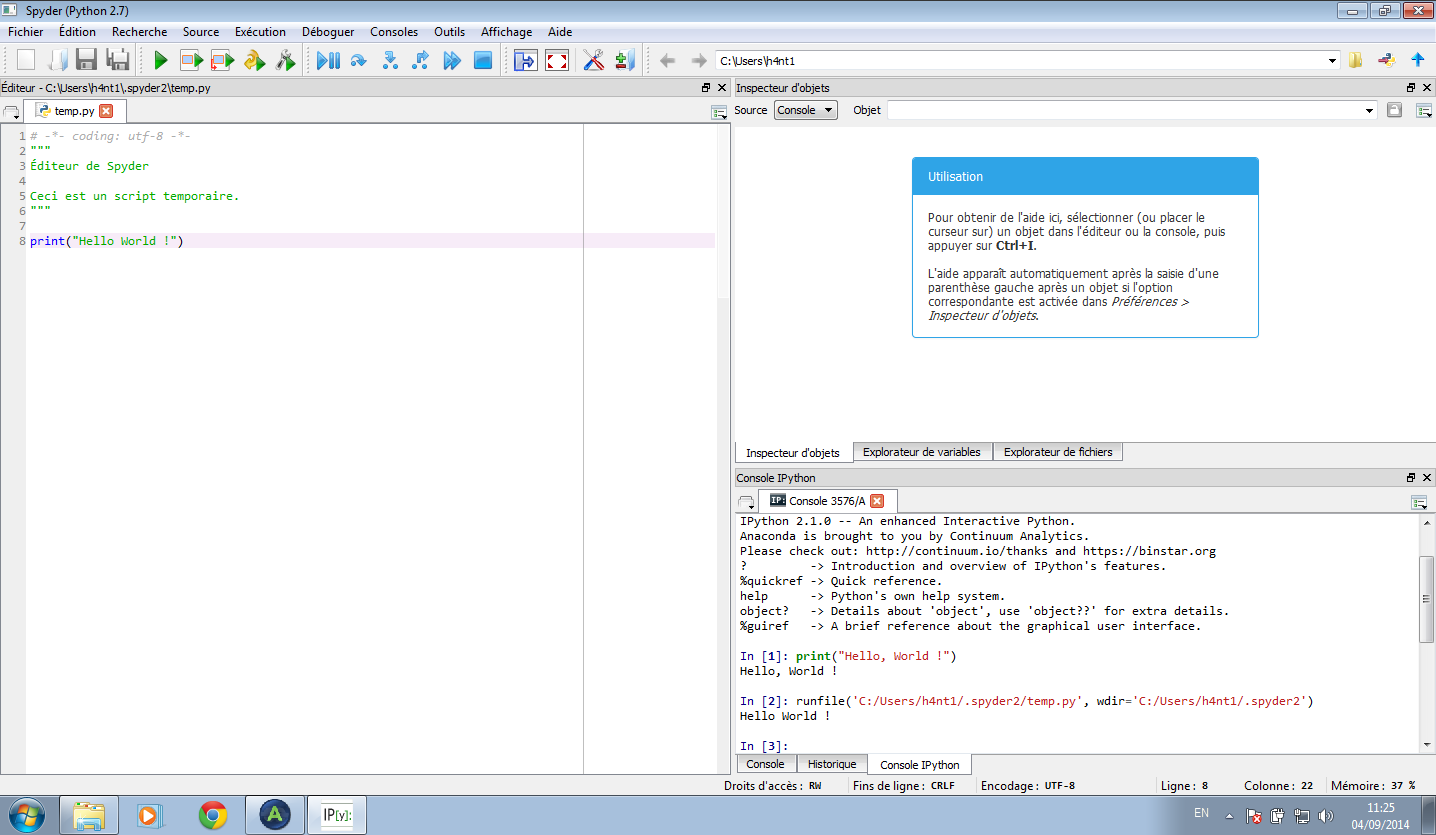 Spyder (Python 2.7)
Fichier Édition Recherche Source Exécution Déboguer Consoles Outils Affichage Aide
C:\Users\h4nt1
Éditeur - C:\Users\h4nt1\.spyder2\temp.py
temp.py
1 # -*- coding: utf-8 -*-
2 """
3 Éditeur de Spyder
4
5 Ceci est un script temporaire.
6 """
7
8 print("Hello World !")
Inspecteur d'objets
Source Console Objet
Utilisation
Pour obtenir de l'aide ici, sélectionner (ou placer le
curseur sur) un objet dans l'éditeur ou la console, puis
appuyer sur Ctrl+I.
L'aide apparaît automatiquement après la saisie d'une
parenthèse gauche après un objet si l'option
correspondante est activée dans Préférences >
Inspecteur d'objets.
Inspecteur d'objets Explorateur de variables Explorateur de fichiers
Console IPython
IP: Console 3576/A
IPython 2.1.0 -- An enhanced Interactive Python.
Anaconda is brought to you by Continuum Analytics.
Please check out: http://continuum.io/thanks and https://binstar.org
? -> Introduction and overview of IPython's features.
%quickref -> Quick reference.
help -> Python's own help system.
object? -> Details about 'object', use 'object??' for extra details.
%guiref -> A brief reference about the graphical user interface.
In [1]: print("Hello, World !")
Hello, World !
In [2]: runfile('C:/Users/h4nt1/.spyder2/temp.py', wdir='C:/Users/h4nt1/.spyder2')
Hello World !
In [3]:
Console Historique Console IPython
Droits d'accès : RW Fins de ligne : CRLF Encodage : UTF-8 Ligne : 8 Colonne : 22 Mémoire : 37 %
A IP[y]: EN 11:25
04/09/2014